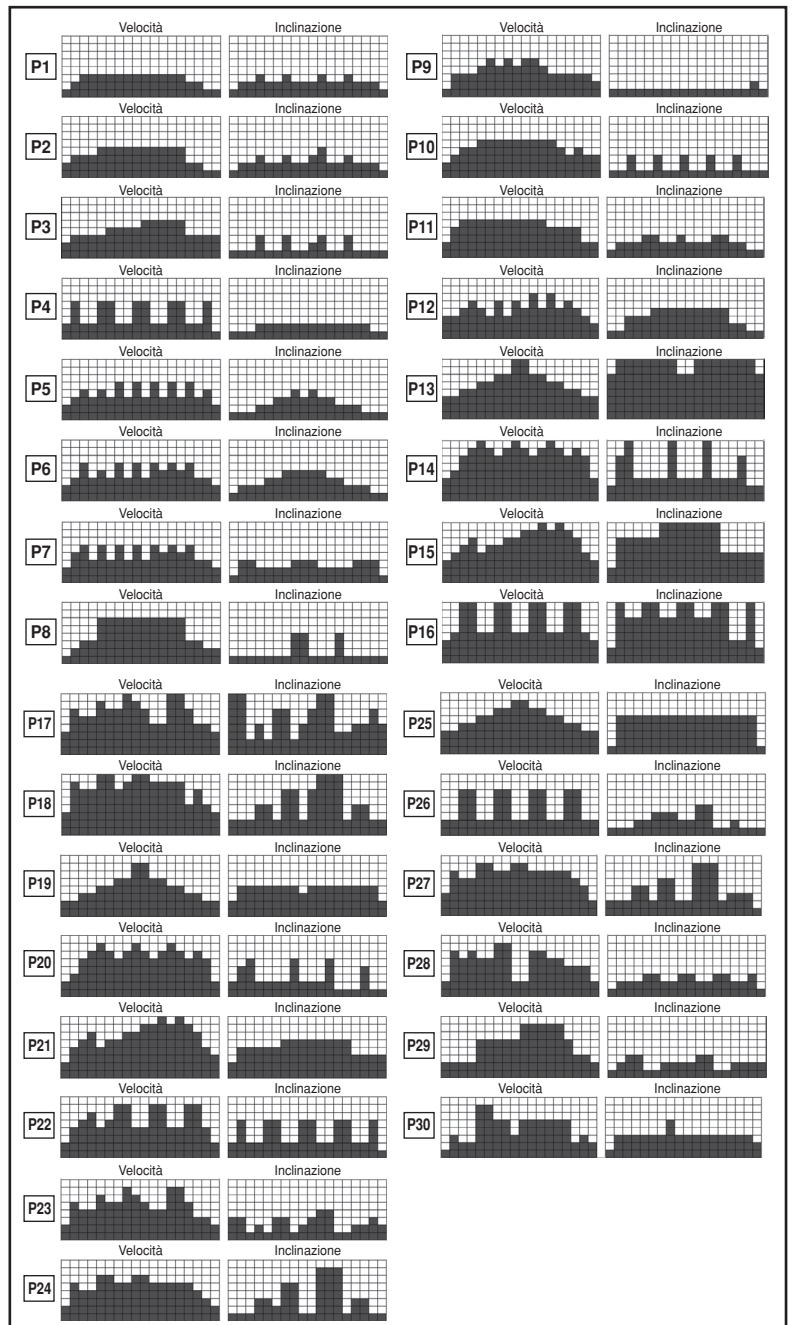 Velocità Inclinazione
P1
Velocità Inclinazione
P2
Velocità Inclinazione
P3
Velocità Inclinazione
P4
Velocità Inclinazione
P5
Velocità Inclinazione
P6
Velocità Inclinazione
P7
Velocità Inclinazione
P8
Velocità Inclinazione
P17
Velocità Inclinazione
P18
Velocità Inclinazione
P19
Velocità Inclinazione
P20
Velocità Inclinazione
P21
Velocità Inclinazione
P22
Velocità Inclinazione
P23
Velocità Inclinazione
P24
Velocità Inclinazione
P9
Velocità Inclinazione
P10
Velocità Inclinazione
P11
Velocità Inclinazione
P12
Velocità Inclinazione
P13
Velocità Inclinazione
P14
Velocità Inclinazione
P15
Velocità Inclinazione
P16
Velocità Inclinazione
P25
Velocità Inclinazione
P26
Velocità Inclinazione
P27
Velocità Inclinazione
P28
Velocità Inclinazione
P29
Velocità Inclinazione
P30